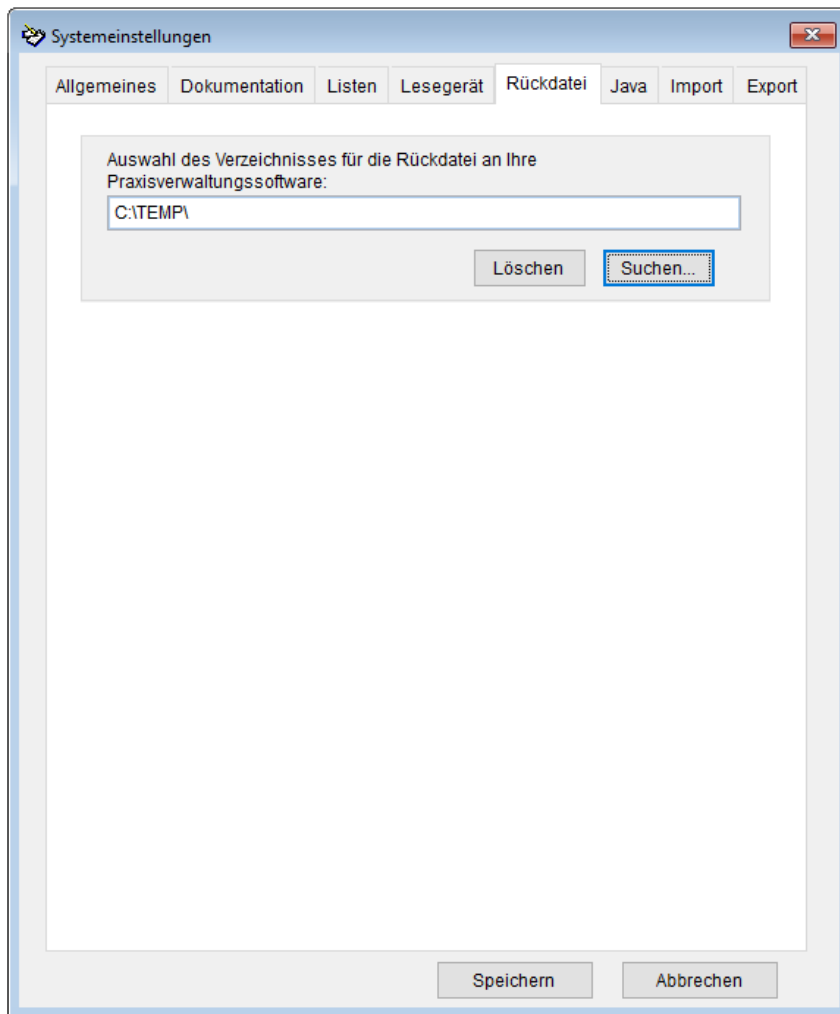 Systemeinstellungen
Allgemeines Dokumentation Listen Lesegerät Rückdatei Java Import Export
Auswahl des Verzeichnisses für die Rückdatei an Ihre
Praxisverwaltungssoftware:
C:\TEMP\
Löschen Suchen...
Speichern Abbrechen